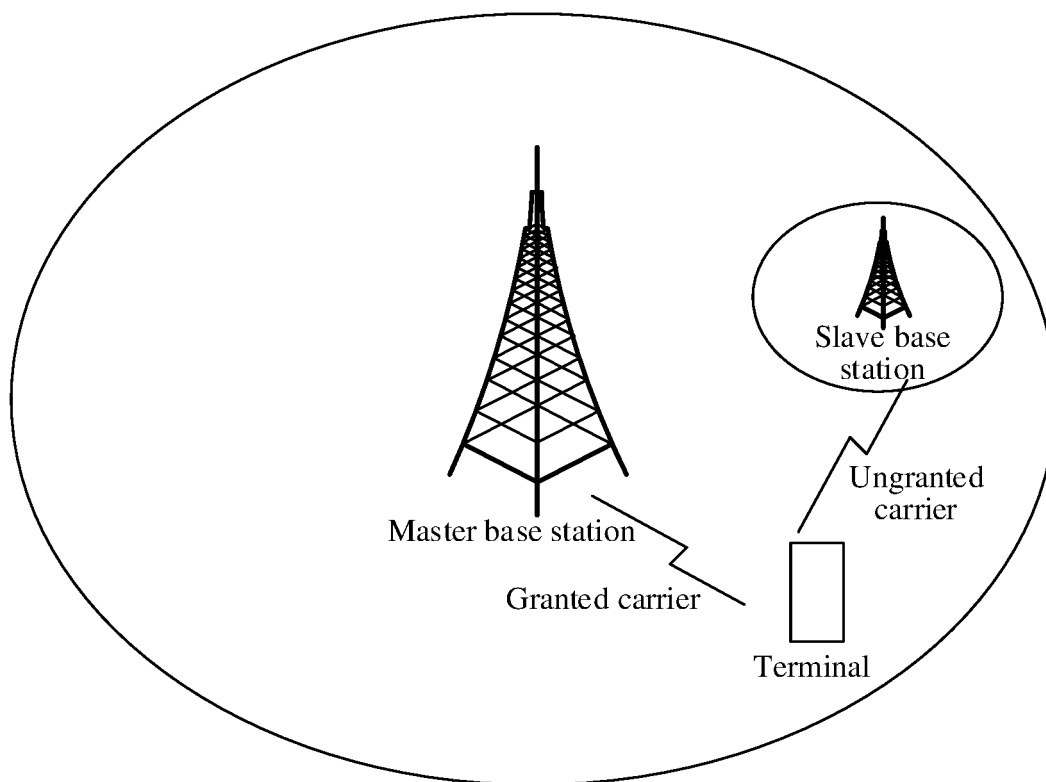 Slave base
station
Ungranted
carrier
Master base station
Granted carrier
Terminal